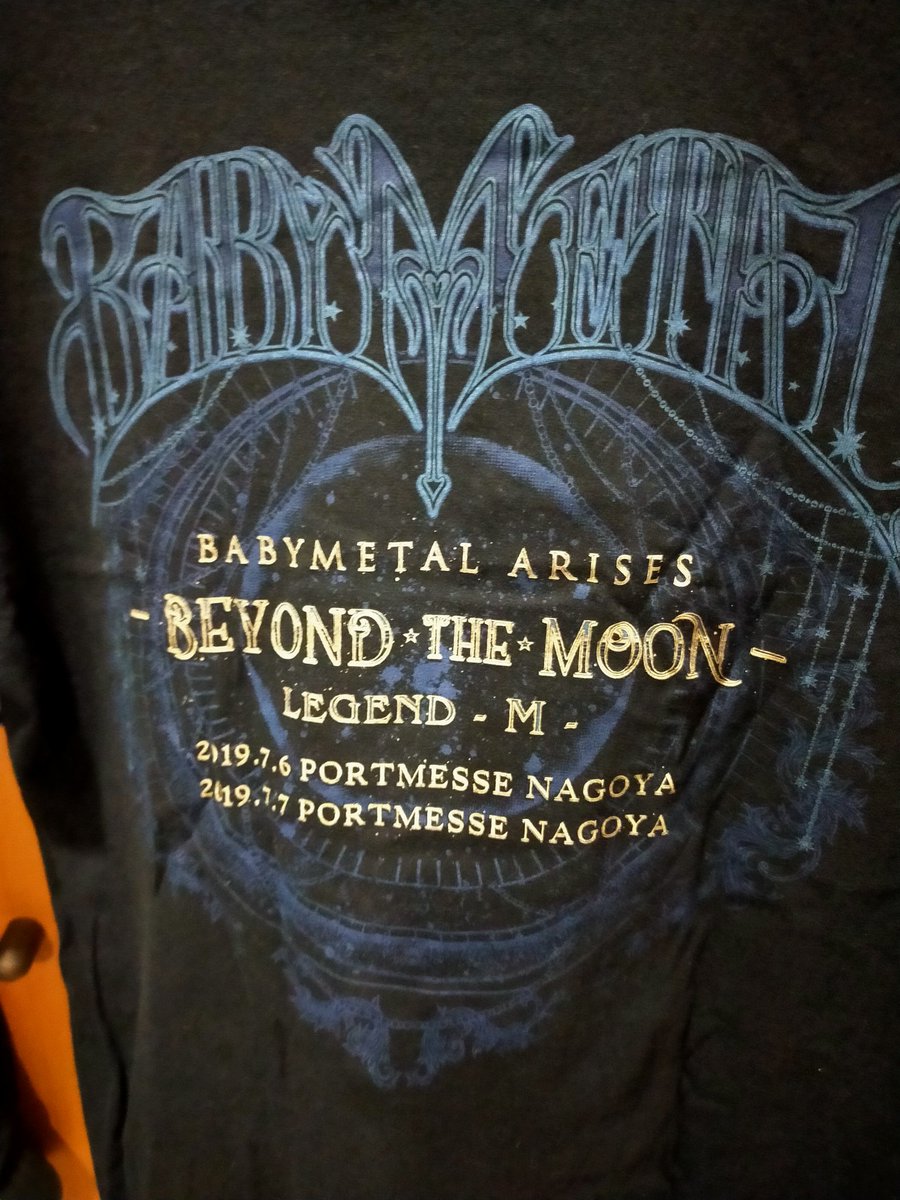 BABYMETAL
BABYMETAL ARISES
- BEYOND ☆ THE ☆ MOON -
LEGEND - M -
2019.7.6 PORTMESSE NAGOYA
2019.7.7 PORTMESSE NAGOYA